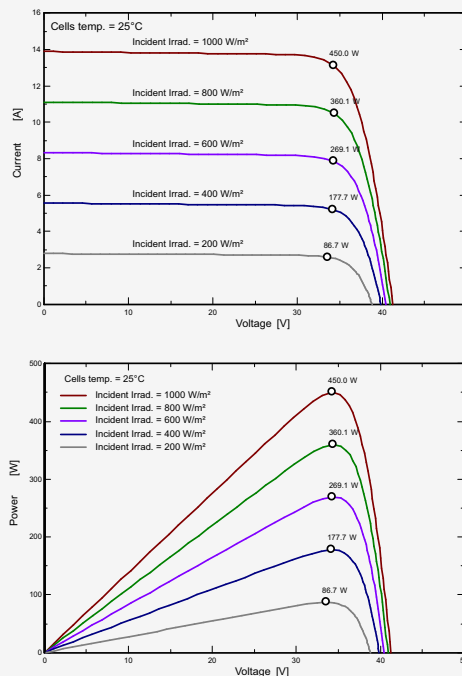 Cells temp. = 25°C
16
14
12
10
8
6
4
2
0
Current [A]
Incident Irrad. = 1000 W/m²
450.0 W
Incident Irrad. = 800 W/m²
360.1 W
Incident Irrad. = 600 W/m²
269.1 W
Incident Irrad. = 400 W/m²
177.7 W
Incident Irrad. = 200 W/m²
86.7 W
0 10 20 30 40
Voltage [V]
500
400
300
200
100
0
Power [W]
Cells temp. = 25°C
Incident Irrad. = 1000 W/m²
Incident Irrad. = 800 W/m²
Incident Irrad. = 600 W/m²
Incident Irrad. = 400 W/m²
Incident Irrad. = 200 W/m²
450.0 W
360.1 W
269.1 W
177.7 W
86.7 W
0 10 20 30 40
Voltage [V]